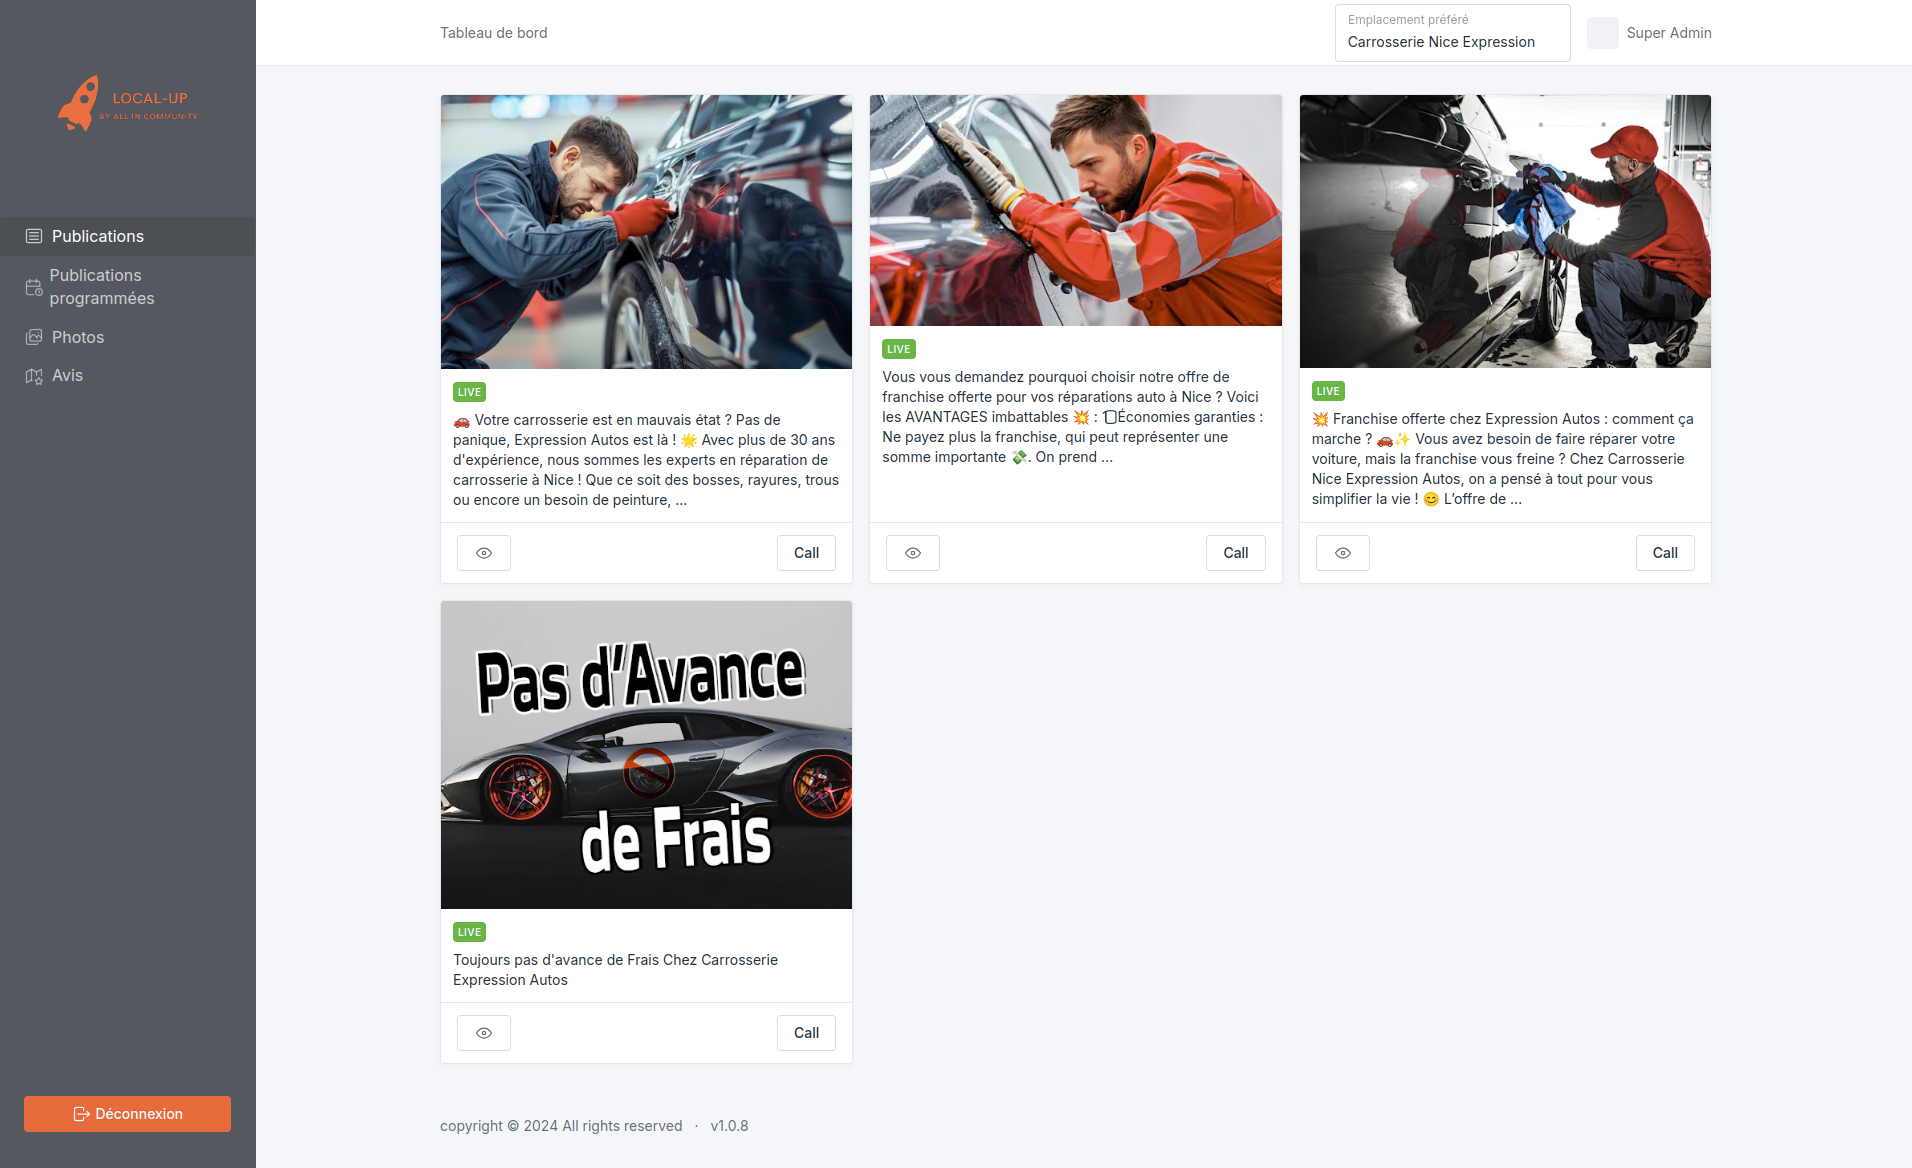 LOCAL-UP
BY ALL IN COMMUNITY
Publications
Publications
programmées
Photos
Avis
Déconnexion
Tableau de bord
Emplacement préféré
Carrosserie Nice Expression
Super Admin
LIVE
🚗 Votre carrosserie est en mauvais état ? Pas de
panique, Expression Autos est là ! 🌟 Avec plus de 30 ans
d'expérience, nous sommes les experts en réparation de
carrosserie à Nice ! Que ce soit des bosses, rayures, trous
ou encore un besoin de peinture, ...
Call
LIVE
Vous vous demandez pourquoi choisir notre offre de
franchise offerte pour vos réparations auto à Nice ? Voici
les AVANTAGES imbattables 💥 : 1⃣Économies garanties :
Ne payez plus la franchise, qui peut représenter une
somme importante 💸. On prend ...
Call
LIVE
💥 Franchise offerte chez Expression Autos : comment ça
marche ? 🚗✨ Vous avez besoin de faire réparer votre
voiture, mais la franchise vous freine ? Chez Carrosserie
Nice Expression Autos, on a pensé à tout pour vous
simplifier la vie ! 😊 L’offre de ...
Call
Pas d’Avance
de Frais
LIVE
Toujours pas d'avance de Frais Chez Carrosserie
Expression Autos
Call
copyright © 2024 All rights reserved · v1.0.8